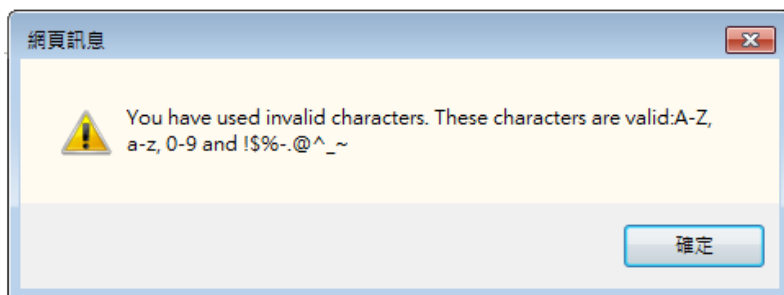 網頁訊息
You have used invalid characters. These characters are valid:A-Z,
a-z, 0-9 and !$%-.@^_~
確定